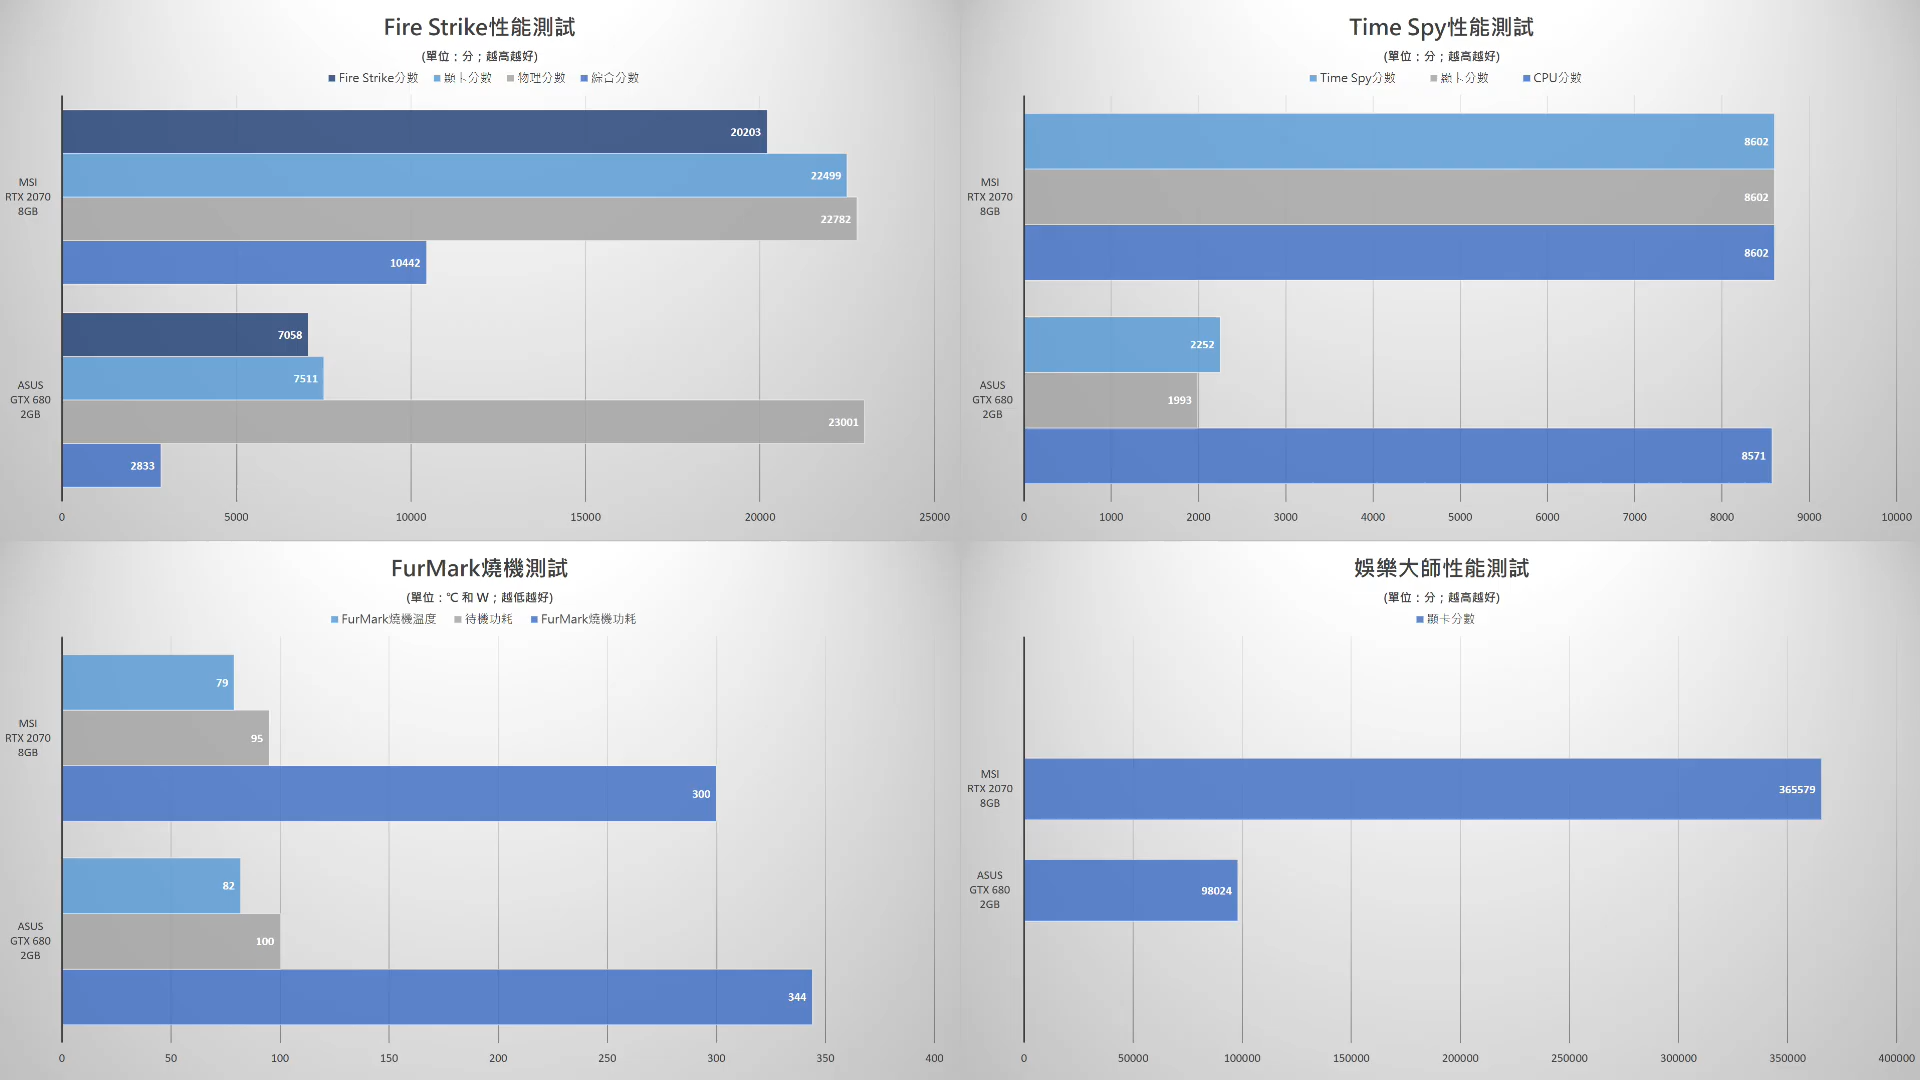 Fire Strike性能測試
(單位：分；越高越好)
Fire Strike分數 顯卡分數 物理分數 綜合分數
MSI
RTX 2070
8GB
20203
22499
22782
10442
ASUS
GTX 680
2GB
7058
7511
23001
2833
0 5000 10000 15000 20000 25000
Time Spy性能測試
(單位：分；越高越好)
Time Spy分數 顯卡分數 CPU分數
MSI
RTX 2070
8GB
8602
8602
8602
ASUS
GTX 680
2GB
2252
1993
8571
0 1000 2000 3000 4000 5000 6000 7000 8000 9000 10000
FurMark燒機測試
(單位：℃ 和 W；越低越好)
FurMark燒機溫度 待機功耗 FurMark燒機功耗
MSI
RTX 2070
8GB
79
95
300
ASUS
GTX 680
2GB
82
100
344
0 50 100 150 200 250 300 350 400
娛樂大師性能測試
(單位：分；越高越好)
顯卡分數
MSI
RTX 2070
8GB
365579
ASUS
GTX 680
2GB
98024
0 50000 100000 150000 200000 250000 300000 350000 400000